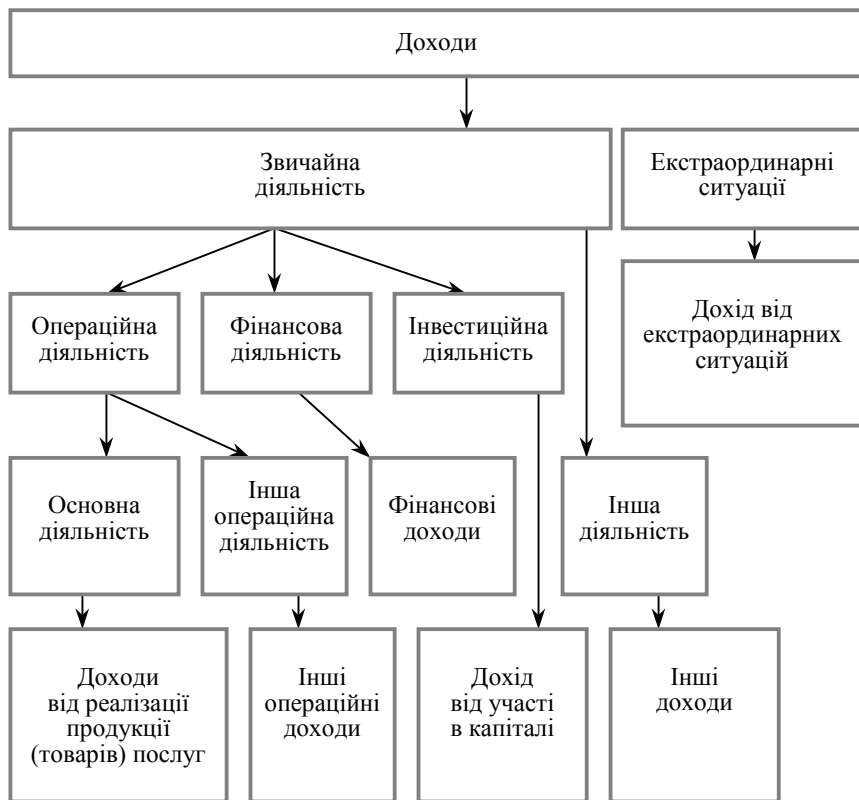 Доходи
Звичайна
діяльність
Екстраординарні
ситуації
Операційна
діяльність
Фінансова
діяльність
Інвестиційна
діяльність
Дохід від
екстраординарних
ситуацій
Основна
діяльність
Інша
операційна
діяльність
Фінансові
доходи
Інша
діяльність
Доходи
від реалізації
продукції
(товарів) послуг
Інші
операційні
доходи
Дохід
від участі
в капіталі
Інші
доходи